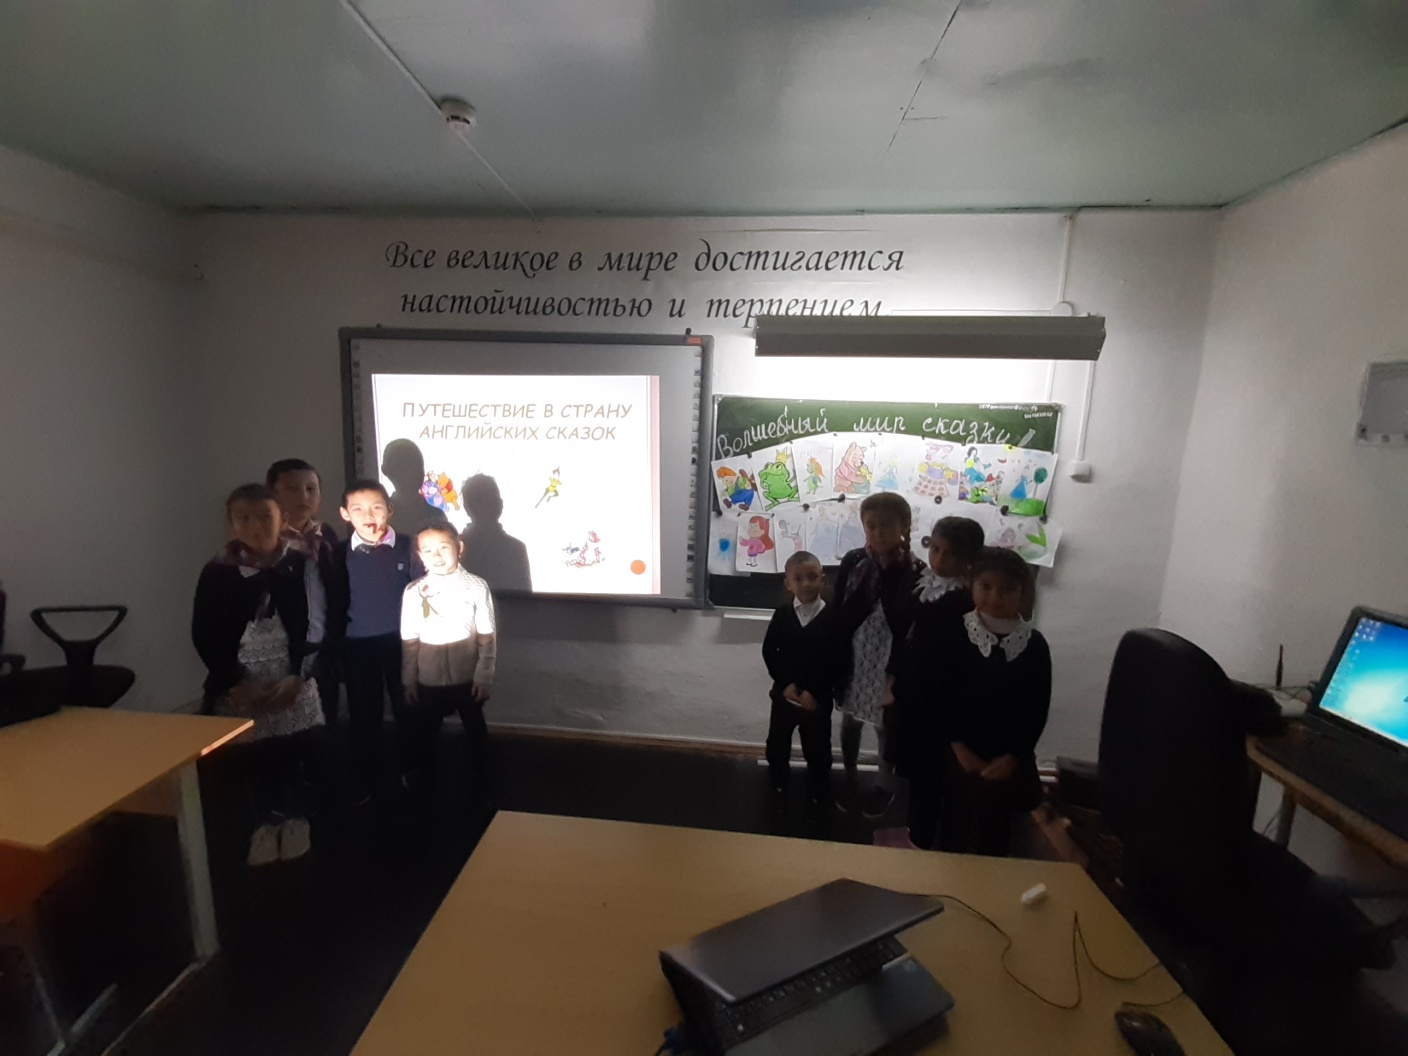 Все великое в мире достигается
настойчивостью и терпением
ПУТЕШЕСТВИЕ В СТРАНУ
АНГЛИЙСКИХ СКАЗОК
Волшебный мир сказки!